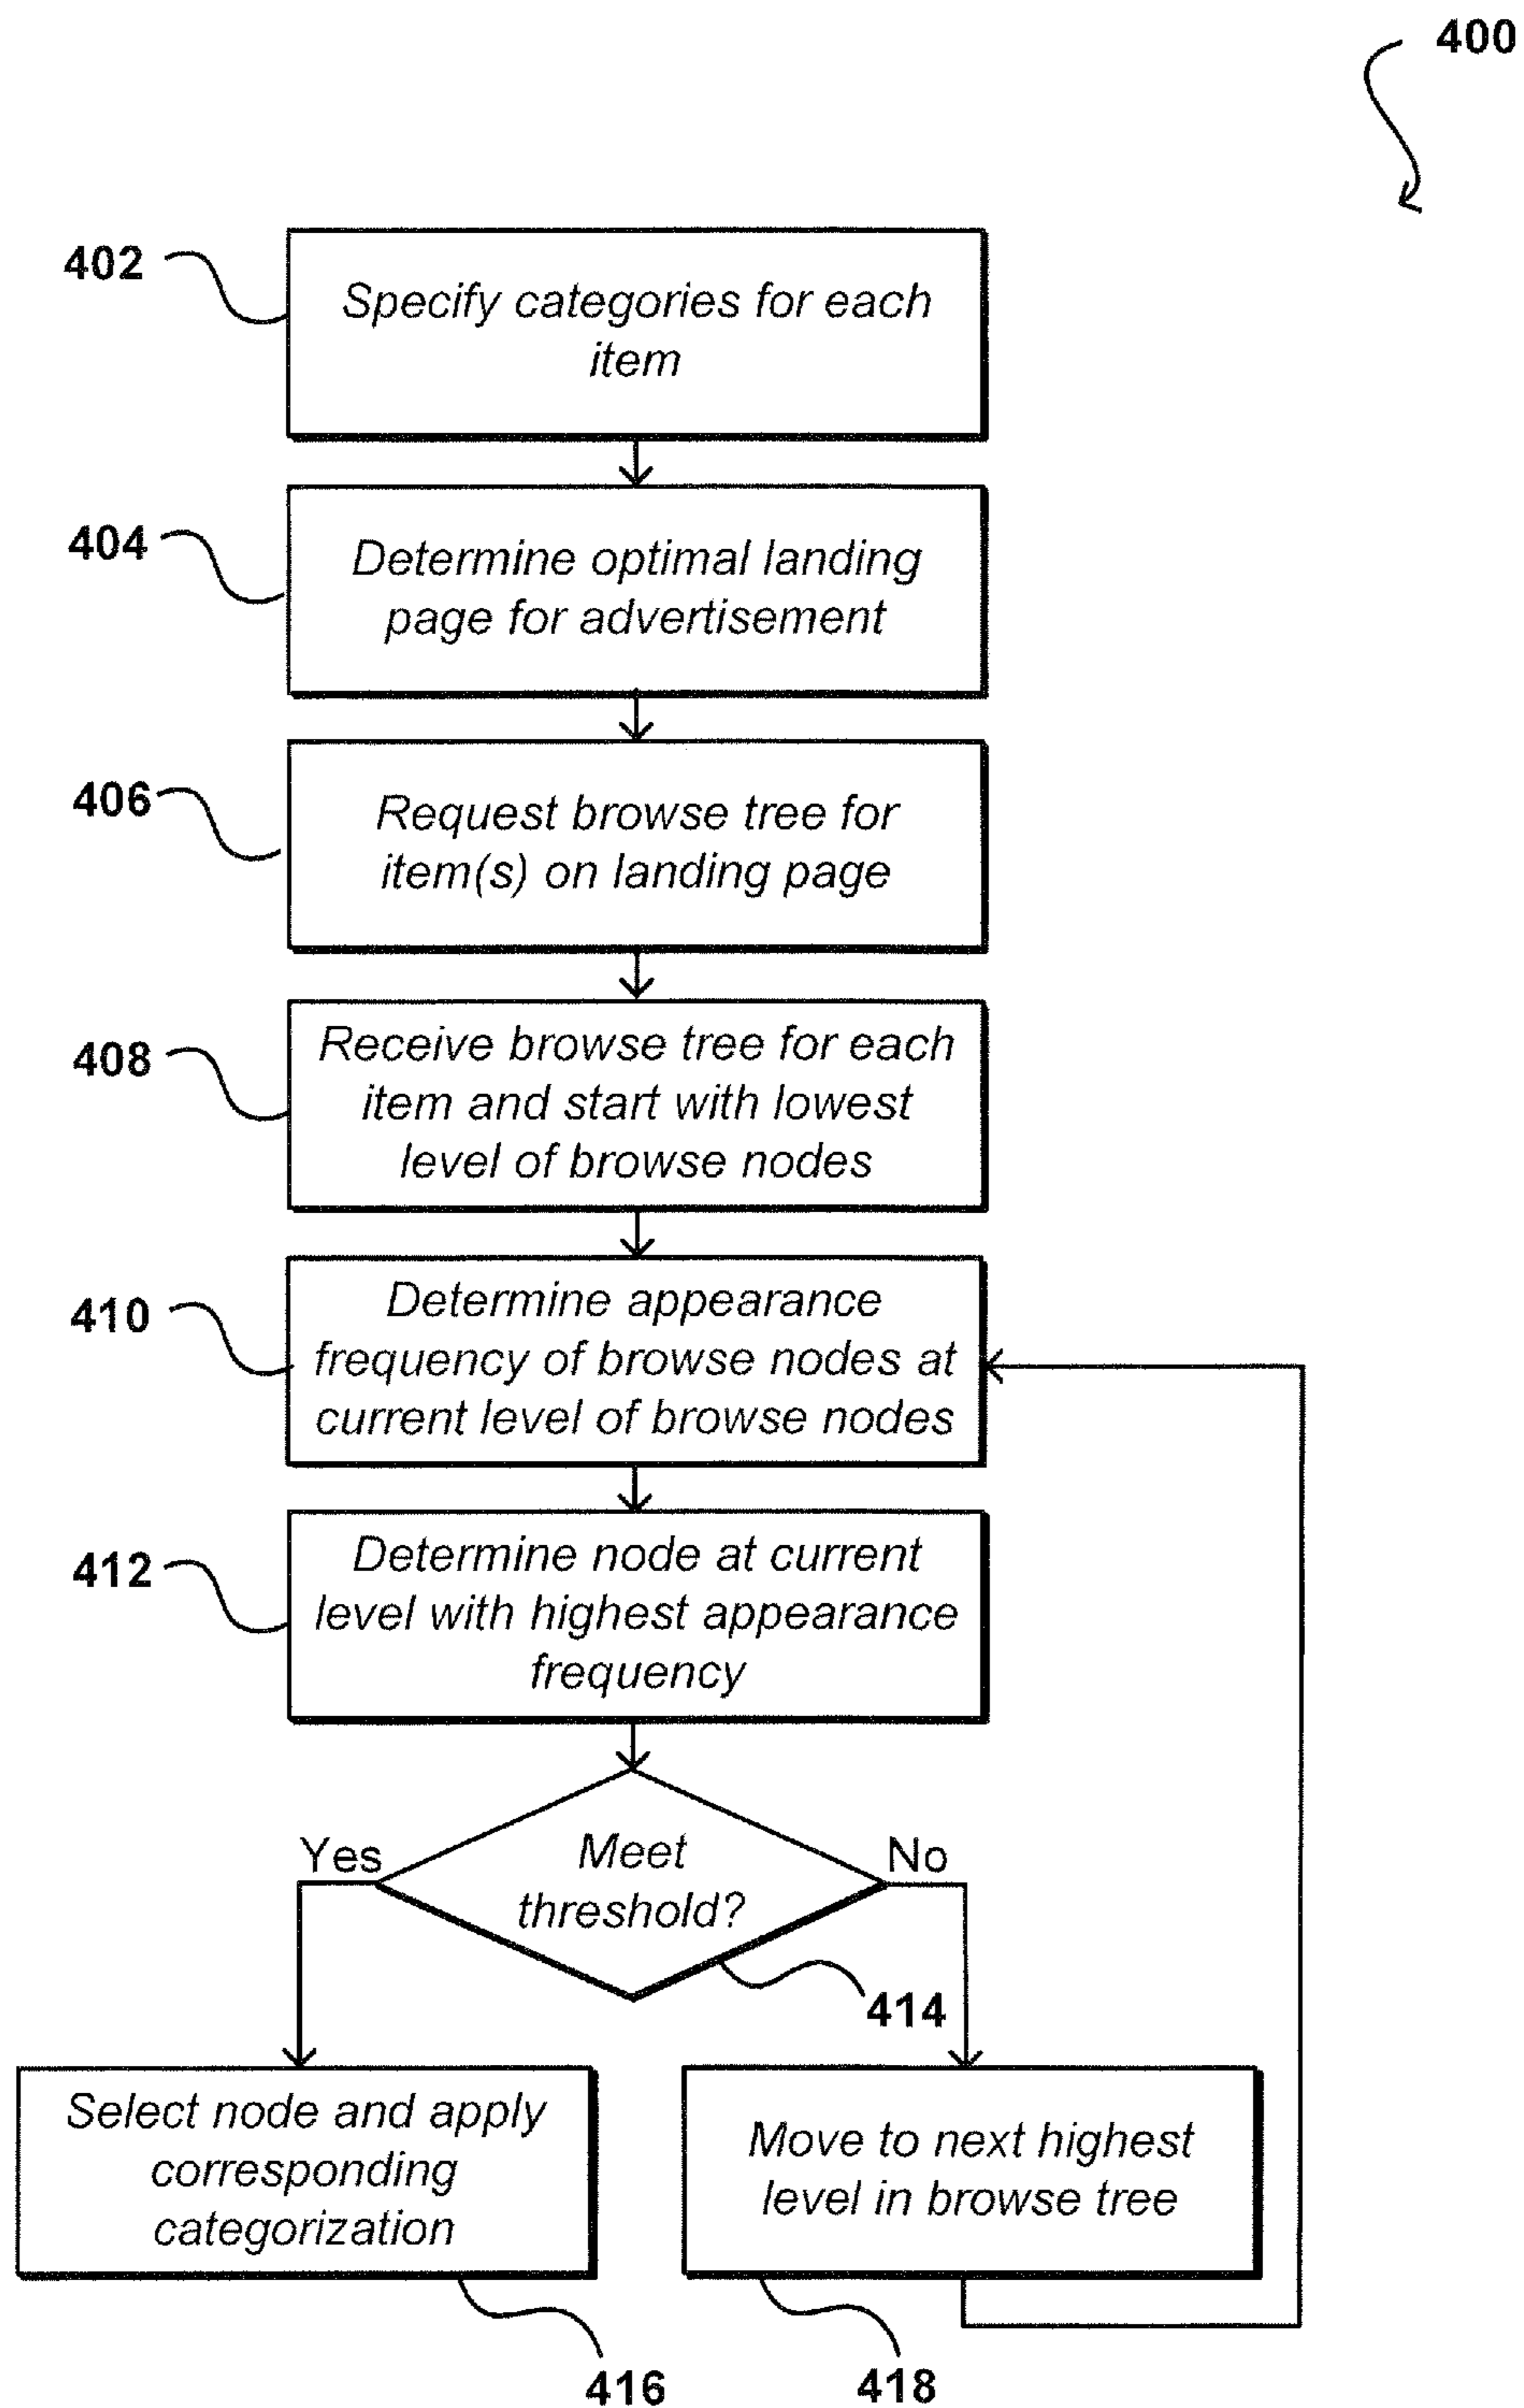 400
402
Specify categories for each
item
404
Determine optimal landing
page for advertisement
406
Request browse tree for
item(s) on landing page
408
Receive browse tree for each
item and start with lowest
level of browse nodes
410
Determine appearance
frequency of browse nodes at
current level of browse nodes
412
Determine node at current
level with highest appearance
frequency
Yes
Meet
threshold?
No
414
Select node and apply
corresponding
categorization
Move to next highest
level in browse tree
416
418